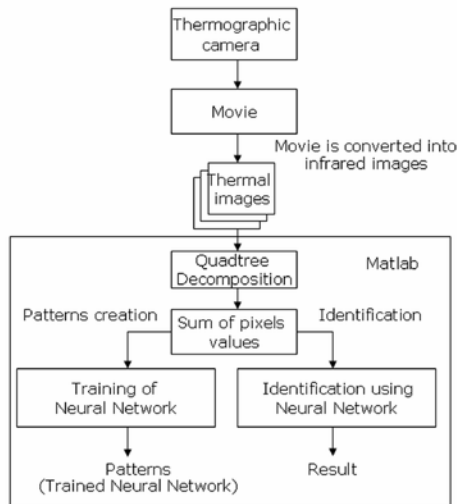 Thermographic
camera
Movie
Movie is converted into
infrared images
Thermal
images
Quadtree
Decomposition
Matlab
Patterns creation
Identification
Sum of pixels
values
Training of
Neural Network
Identification using
Neural Network
Patterns
(Trained Neural Network)
Result